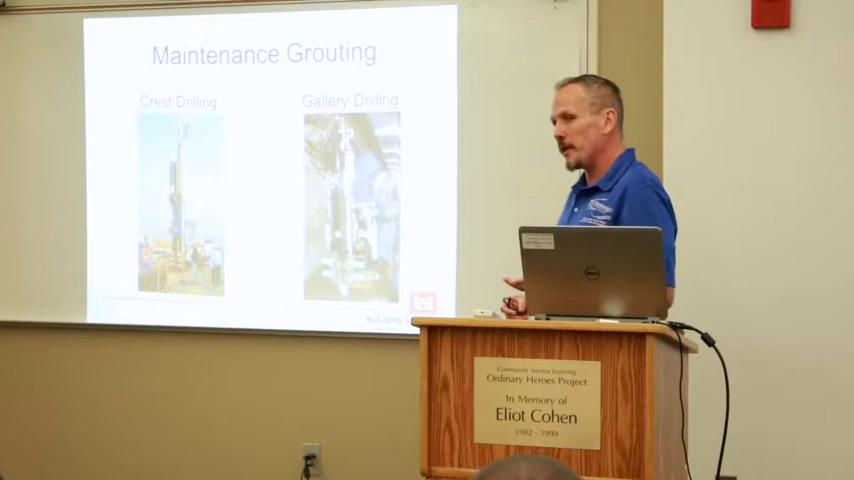 Maintenance Grouting
Crest Drilling
Gallery Drilling
DELL
Community Service Learning
Ordinary Heroes Project
In Memory of
Eliot Cohen
1982 - 1999